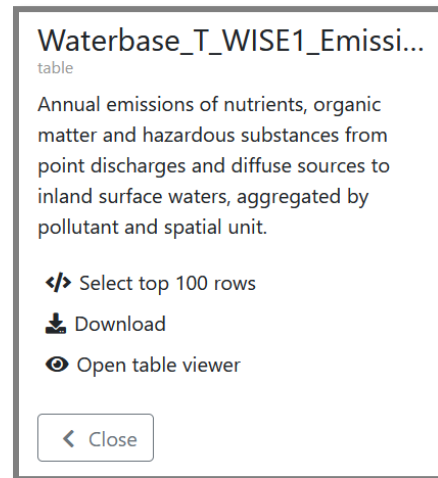 Waterbase_T_WISE1_Emissi...
table
Annual emissions of nutrients, organic
matter and hazardous substances from
point discharges and diffuse sources to
inland surface waters, aggregated by
pollutant and spatial unit.
Select top 100 rows
Download
Open table viewer
Close